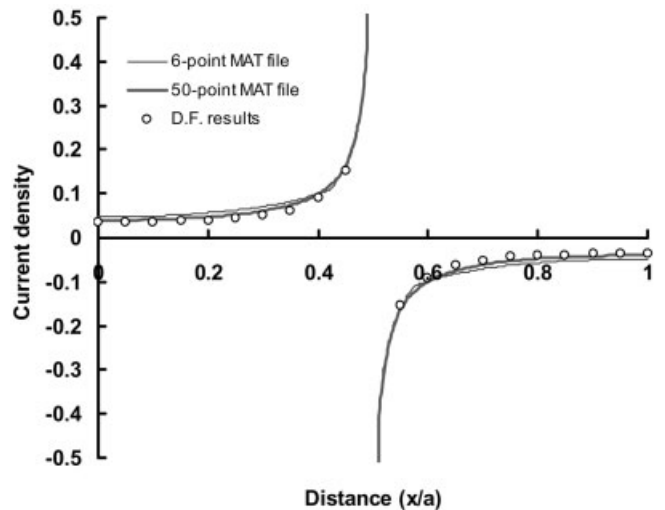 0.5
0.4
0.3
0.2
0.1
0
-0.1
-0.2
-0.3
-0.4
-0.5
6-point MAT file
50-point MAT file
D.F. results
0 0.2 0.4 0.6 0.8 1
Current density
Distance (x/a)